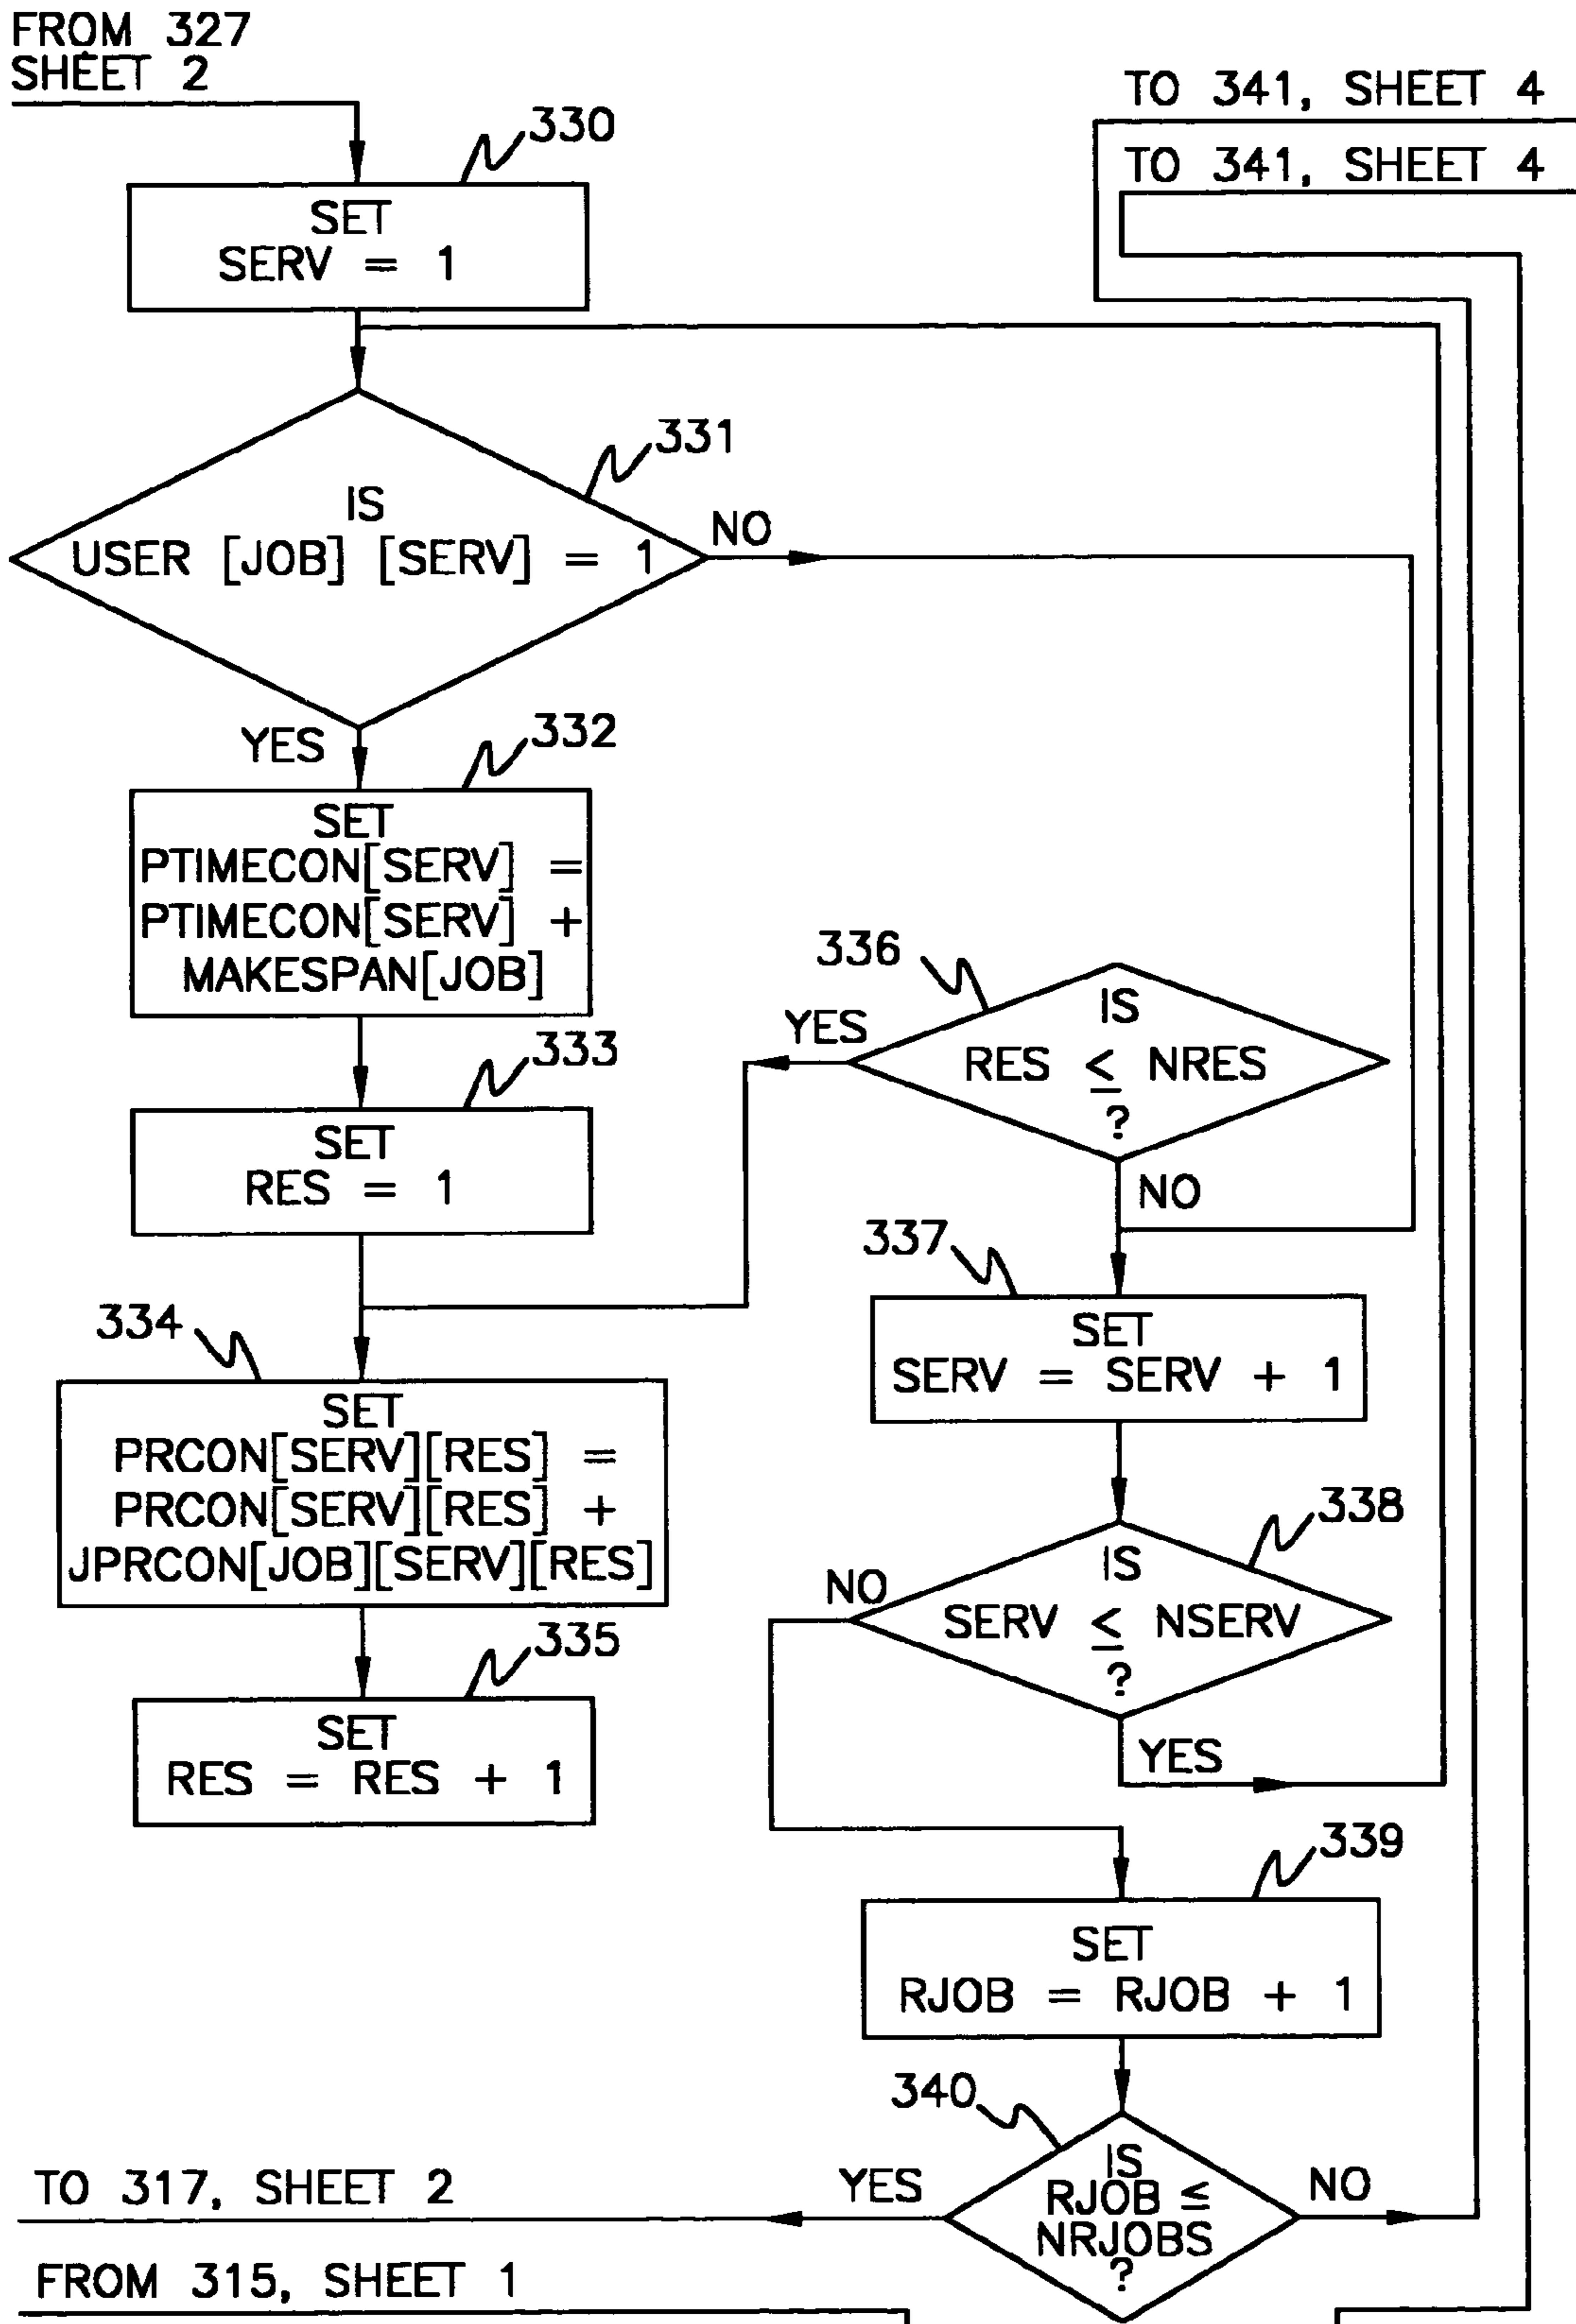 FROM 327
SHEET 2
TO 341, SHEET 4
TO 341, SHEET 4
330
SET
SERV = 1
331
IS
USER [JOB] [SERV] = 1
NO
YES
332
SET
PTIMECON[SERV] =
PTIMECON[SERV] +
MAKESPAN[JOB]
333
SET
RES = 1
334
SET
PRCON[SERV][RES] =
PRCON[SERV][RES] +
JPRCON[JOB][SERV][RES]
335
SET
RES = RES + 1
336
IS
RES ≤ NRES
?
YES
NO
337
SET
SERV = SERV + 1
338
IS
SERV ≤ NSERV
?
NO
YES
339
SET
RJOB = RJOB + 1
340
IS
RJOB ≤
NRJOBS
?
YES
NO
TO 317, SHEET 2
FROM 315, SHEET 1